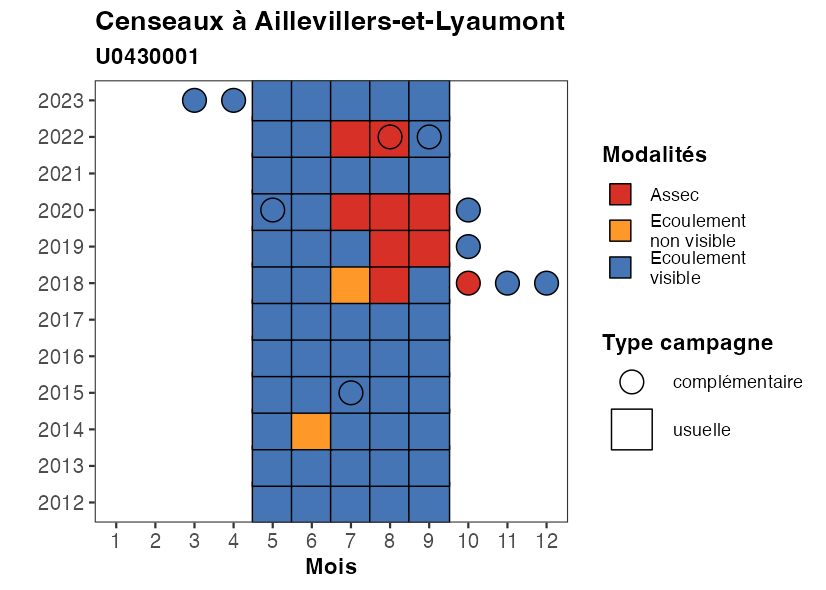 Censeaux à Aillevillers-et-Lyaumont
U0430001
2023
2022
2021
2020
2019
2018
2017
2016
2015
2014
2013
2012
1 2 3 4 5 6 7 8 9 10 11 12
Mois
Modalités
Assec
Ecoulement
non visible
Ecoulement
visible
Type campagne
complémentaire
usuelle